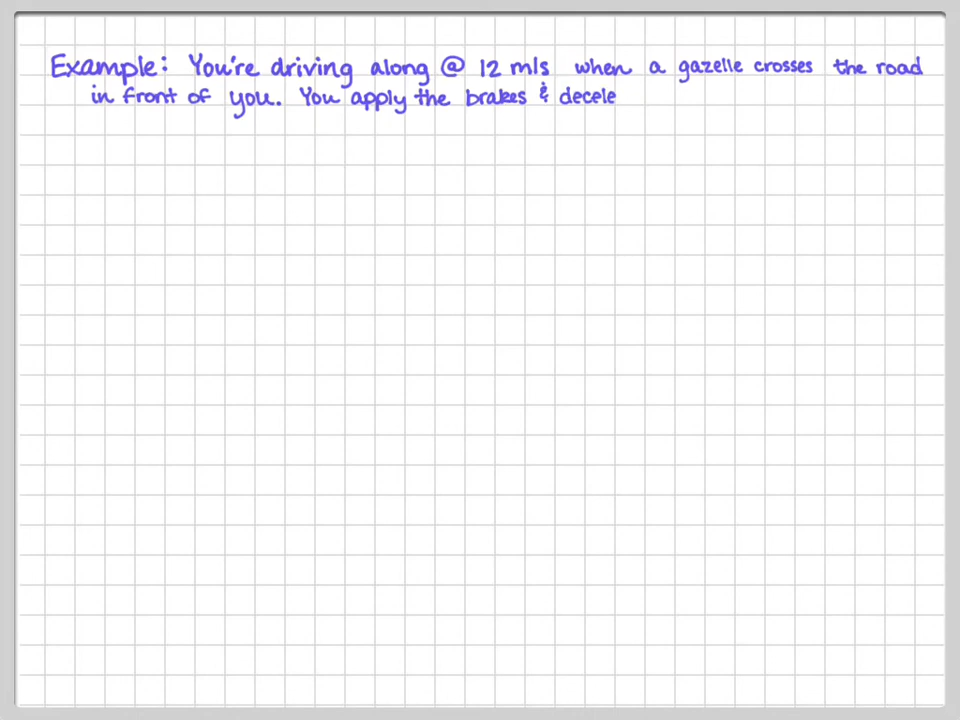 Example: You're driving along @ 12 m/s when a gazelle crosses the road
in front of you. You apply the brakes & decele